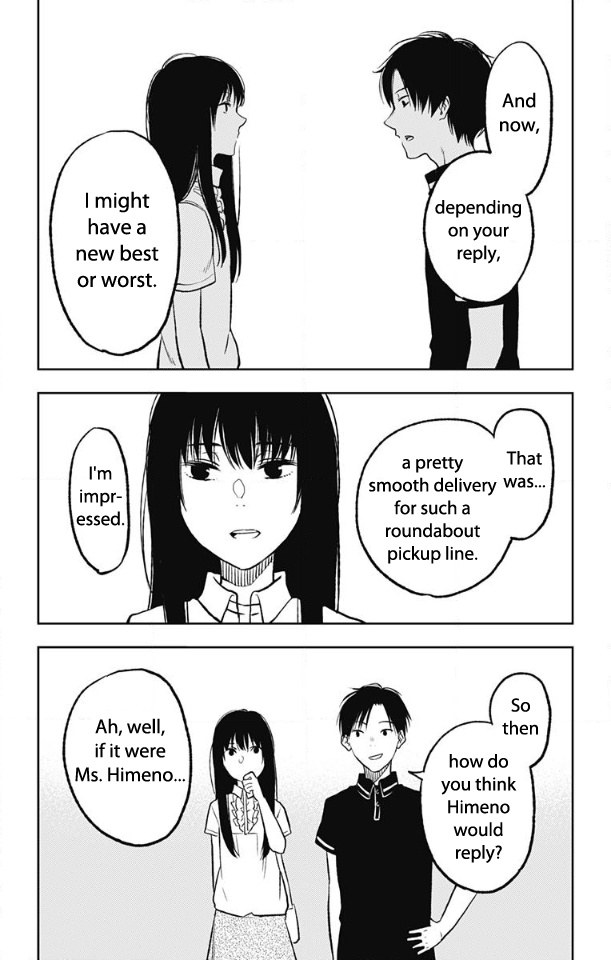 And
now,
depending
on your
reply,
I might
have a
new best
or worst.
That
was...
a pretty
smooth delivery
for such a
roundabout
pickup line.
I'm
impr-
essed.
So
then
how do
you think
Himeno
would
reply?
Ah, well,
if it were
Ms. Himeno...